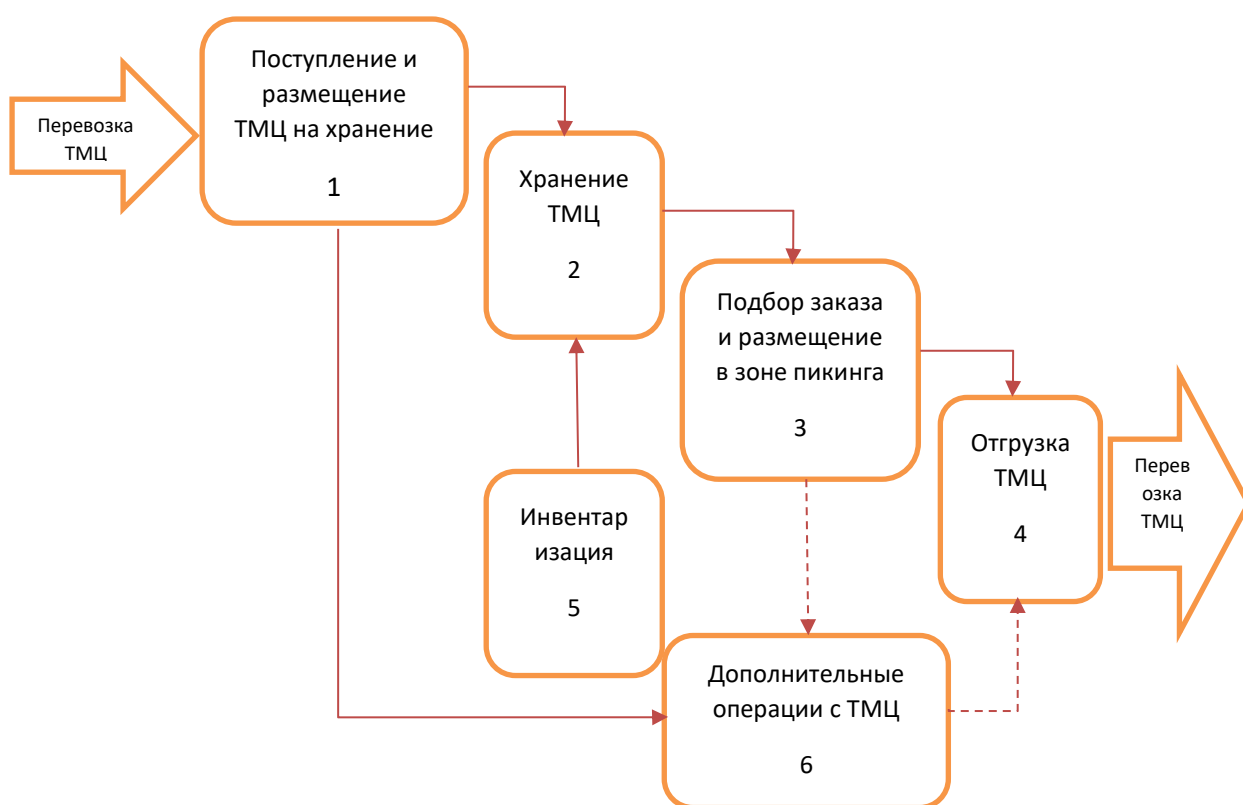 Поступление и
размещение
ТМЦ на хранение
1
Перевозка
ТМЦ
Хранение
ТМЦ
2
Подбор заказа
и размещение
в зоне пикинга
3
Отгрузка
ТМЦ
4
Перев
озка
ТМЦ
Инвентар
изация
5
Дополнительные
операции с ТМЦ
6